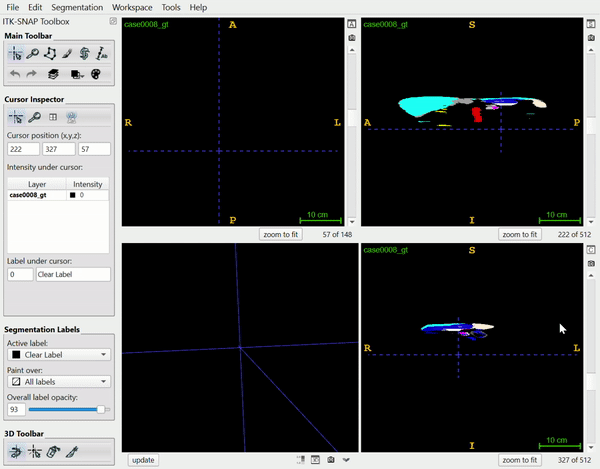 File Edit Segmentation Workspace Tools Help
ITK-SNAP Toolbox
Main Toolbar
Cursor Inspector
Cursor position (x,y,z):
222 327 57
Intensity under cursor:
Layer Intensity
case0008_gt 0
Label under cursor:
0 Clear Label
Segmentation Labels
Active label:
Clear Label
Paint over:
All labels
Overall label opacity:
93
3D Toolbar
case0008_gt
A
R
L
P
10 cm
zoom to fit 57 of 148
A
case0008_gt
S
A
P
I
10 cm
zoom to fit 222 of 512
S
update
case0008_gt
S
R
L
I
10 cm
zoom to fit 327 of 512
C